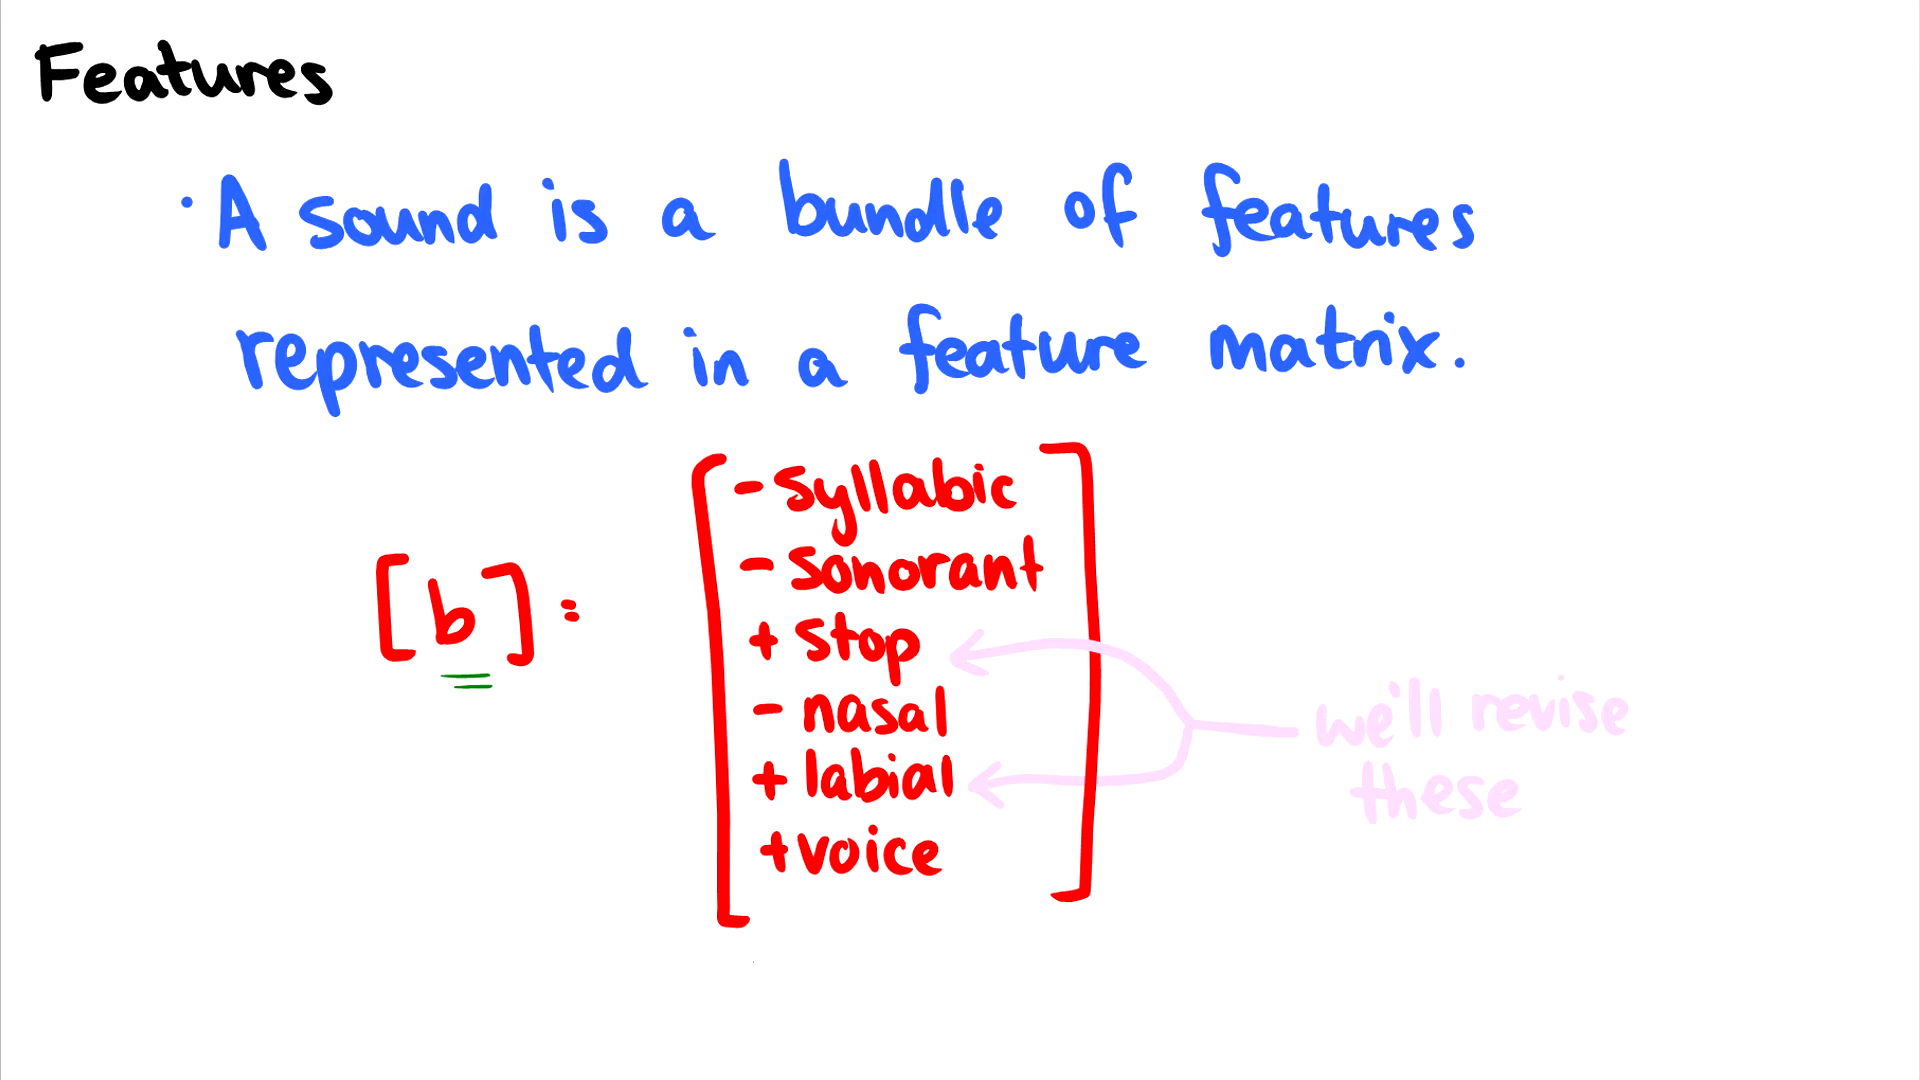 Features
· A sound is a bundle of features
represented in a feature matrix.
- syllabic
- sonorant
[b] =
+ stop
- nasal
we'll revise
+ labial
these
+ voice